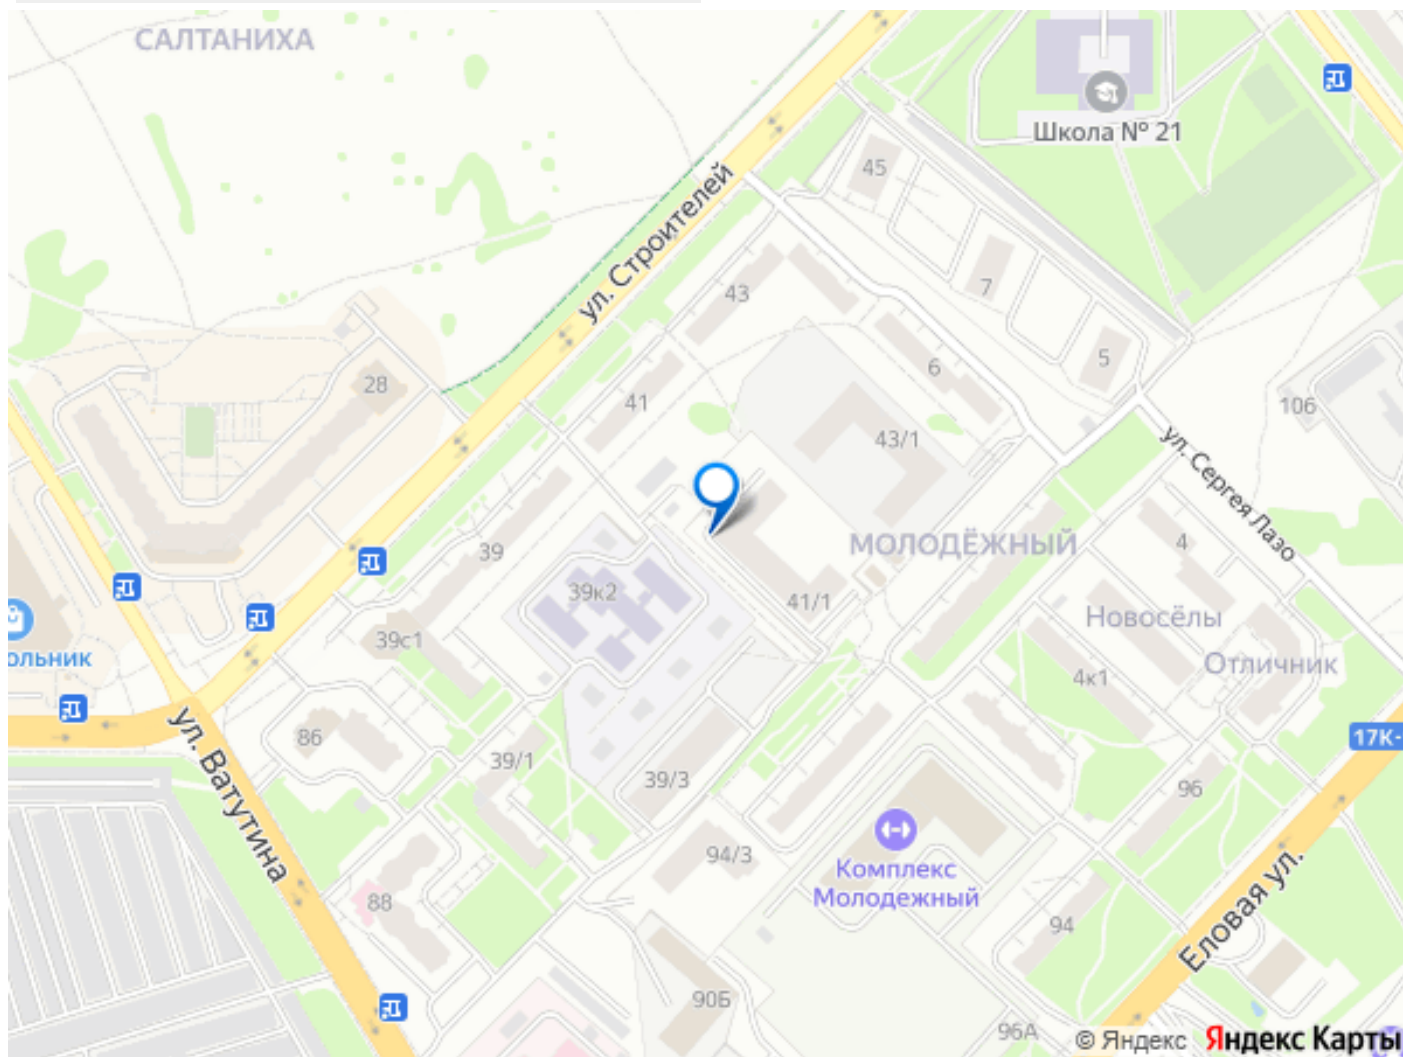 САЛТАНИХА
Школа № 21
45
ул. Строителей
7
43
5
6
28
41
106
43/1
ул. Сергея Лазо
39
МОЛОДЁЖНЫЙ
4
39к2
41/1
Новосёлы
39с1
ольник
Отличник
4к1
ул. Ватутина
86
17К-
39/1
39/3
96
94/3
Комплекс
Молодежный
88
94
Еловая ул.
90Б
96А
© Яндекс Яндекс Карты